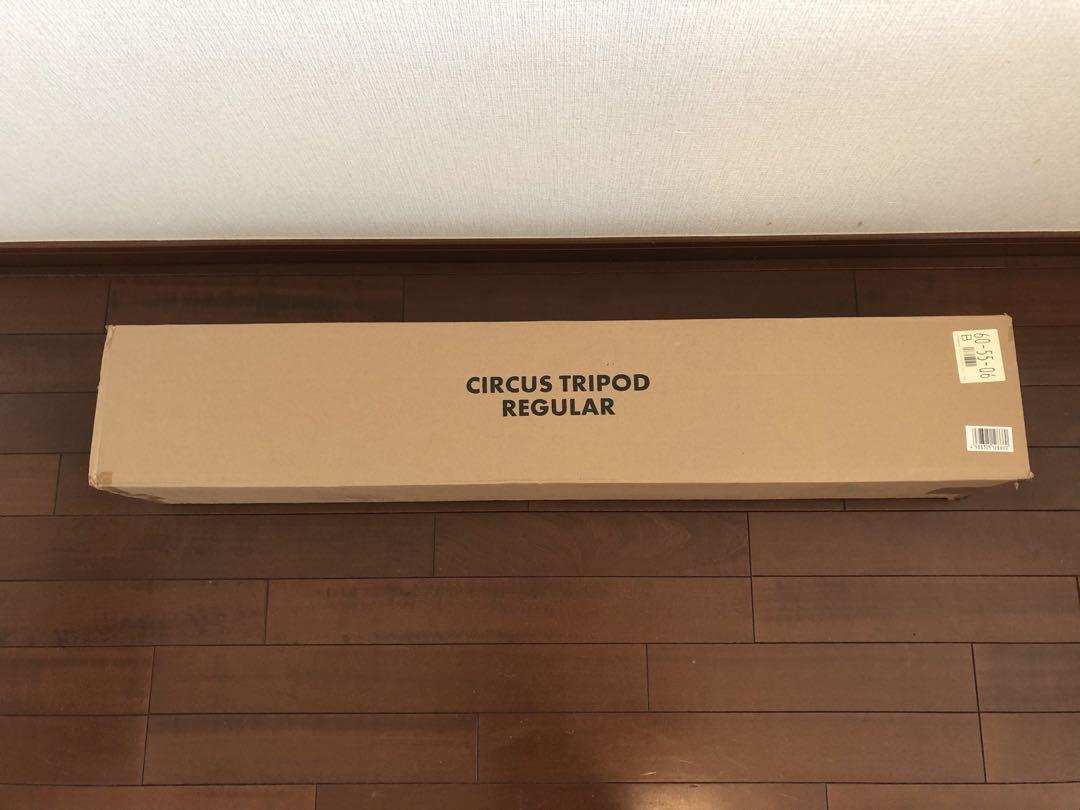 CIRCUS TRIPOD
REGULAR
60-55-06